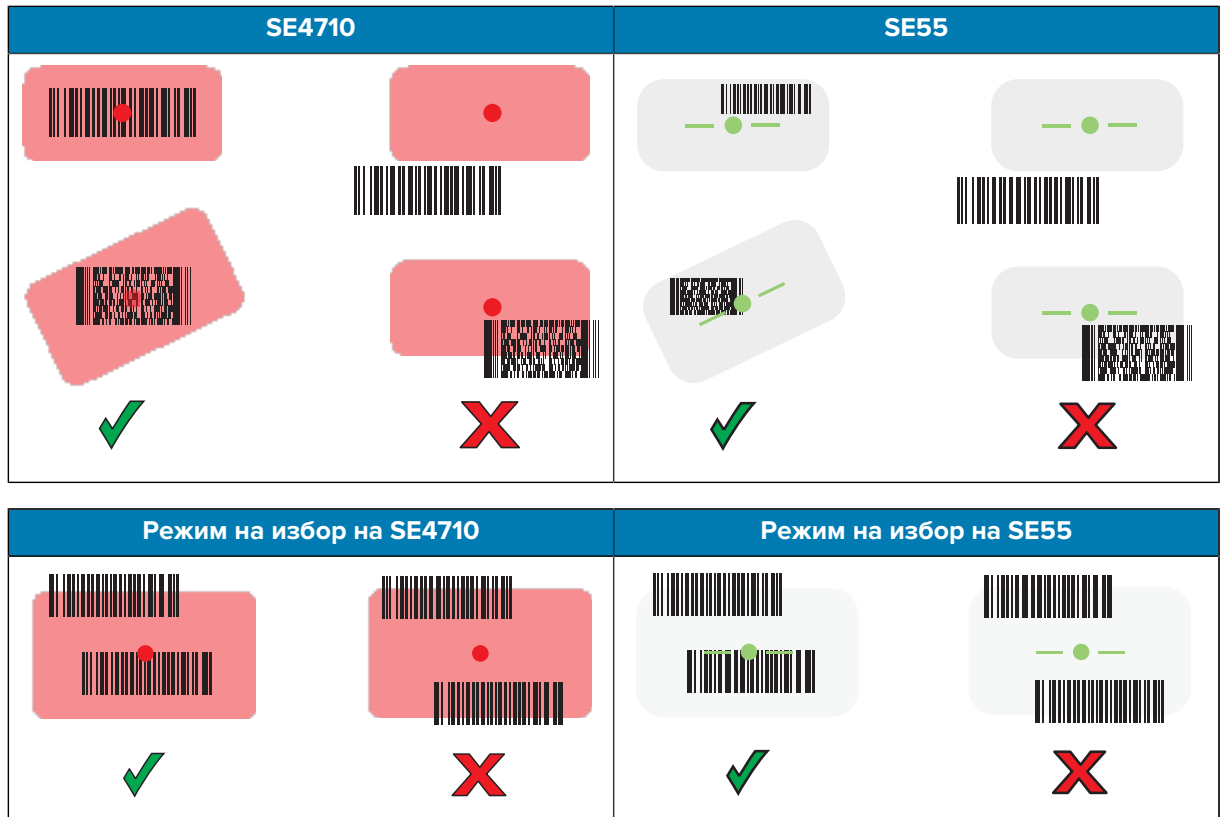 SE4710
SE55
Режим на избор на SE4710
Режим на избор на SE55